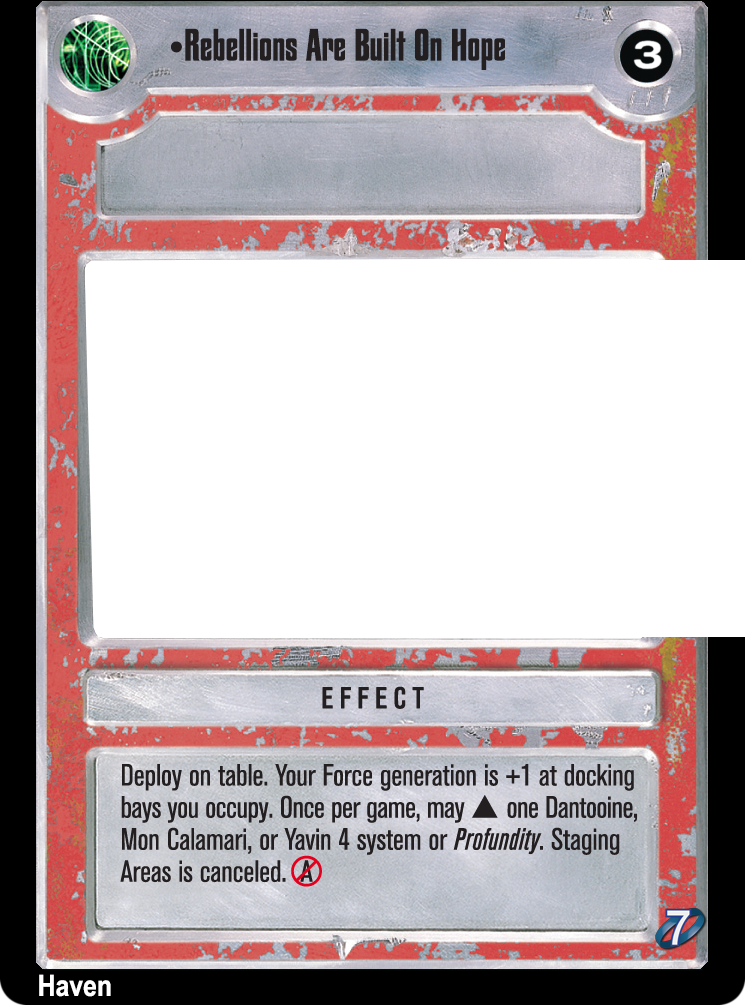 •Rebellions Are Built On Hope
3
EFFECT
Deploy on table. Your Force generation is +1 at docking
bays you occupy. Once per game, may ▲ one Dantooine,
Mon Calamari, or Yavin 4 system or Profundity. Staging
Areas is canceled. A
7
Haven